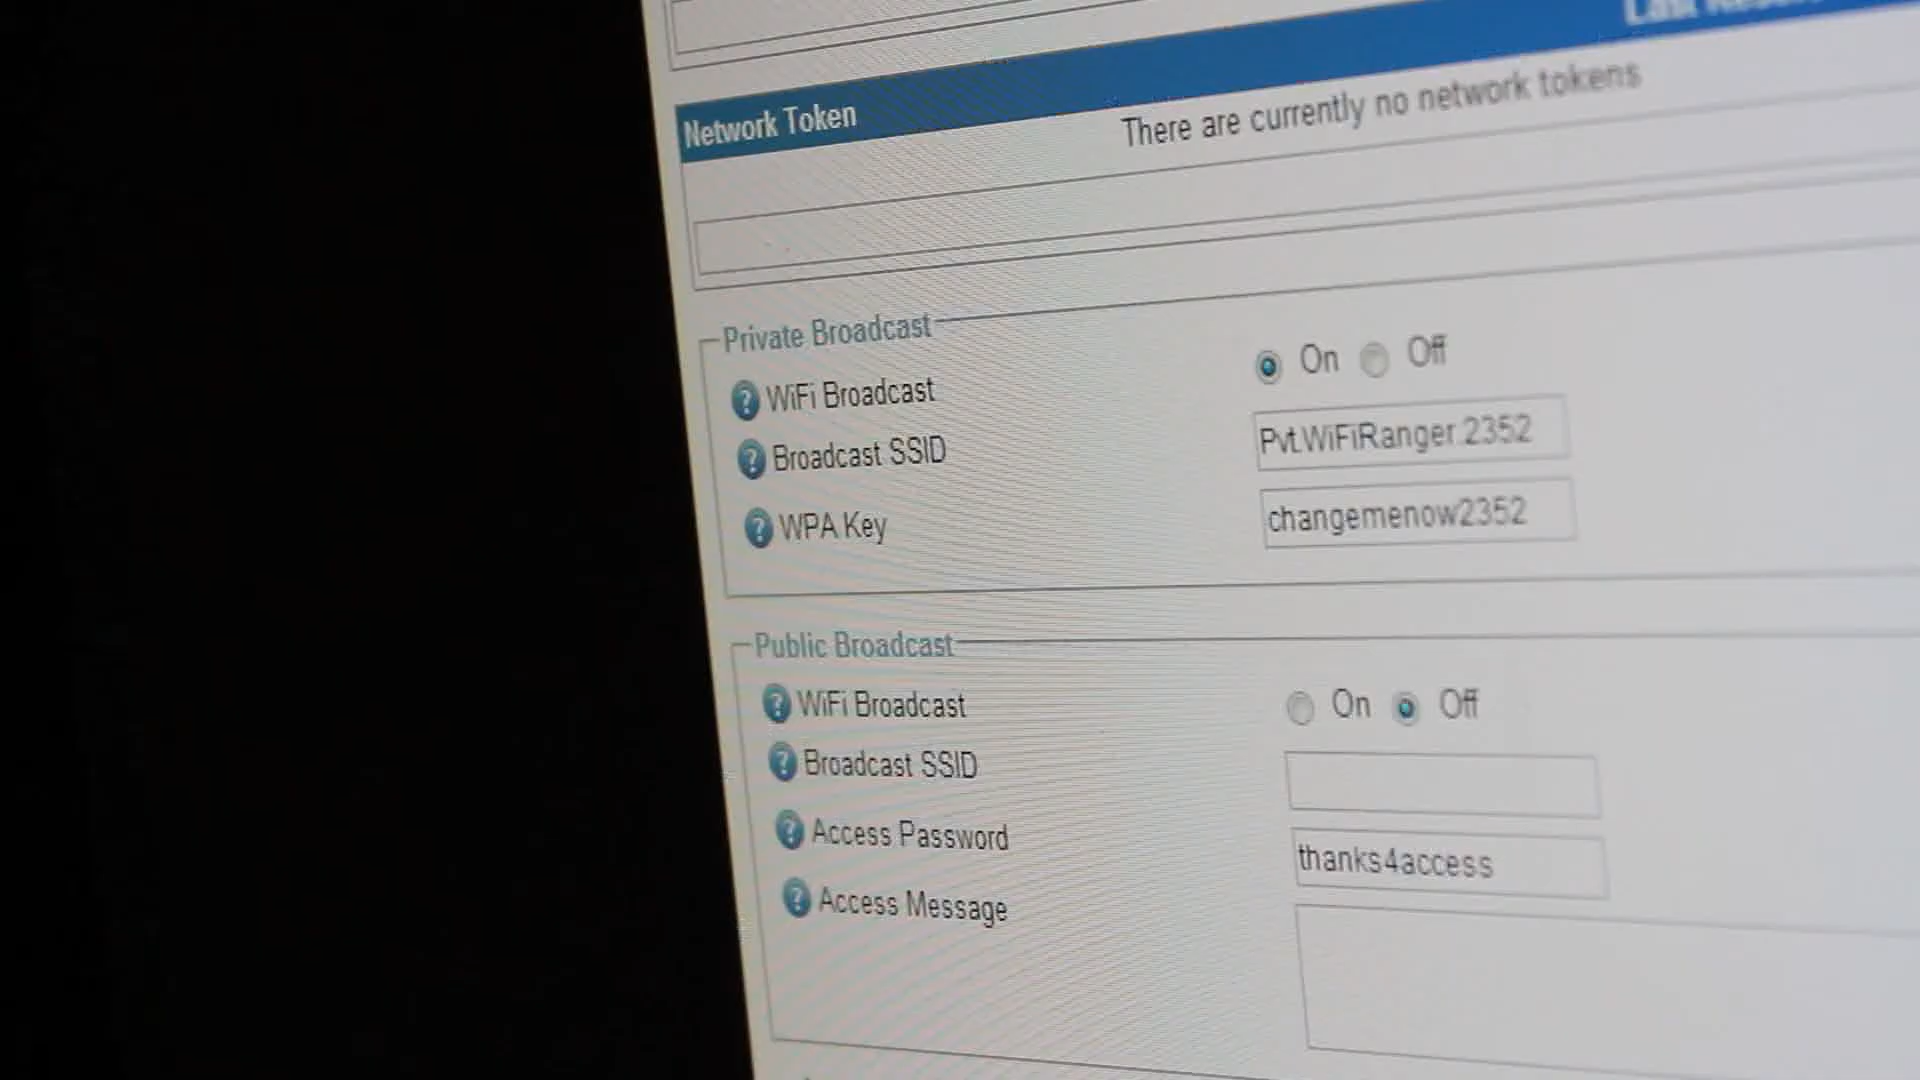 Network Token
There are currently no network tokens
Private Broadcast
WiFi Broadcast
On Off
Broadcast SSID
Pvt.WiFiRanger.2352
WPA Key
changemenow2352
Public Broadcast
WiFi Broadcast
On Off
Broadcast SSID
Access Password
thanks4access
Access Message